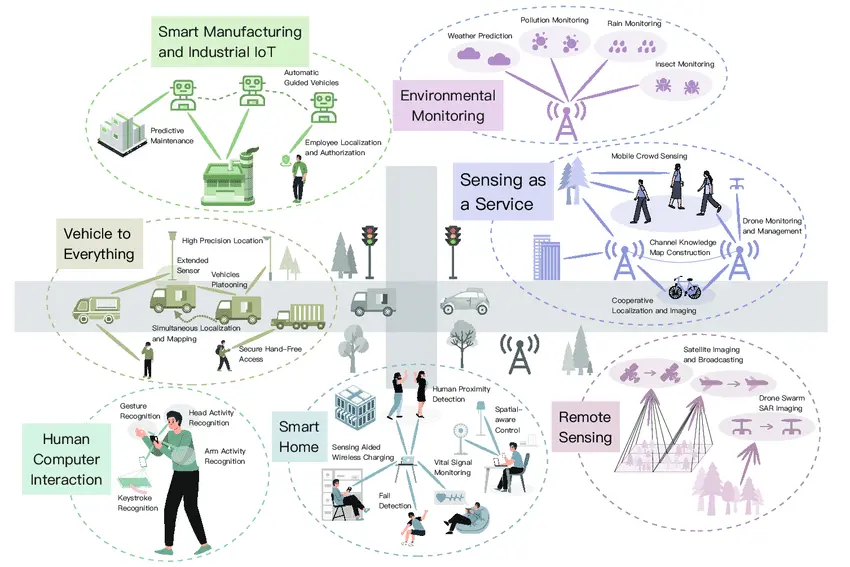 Smart Manufacturing
and Industrial IoT
Automatic
Guided Vehicles
Predictive
Maintenance
Employee Localization
and Authorization
Pollution Monitoring
Rain Monitoring
Weather Prediction
Insect Monitoring
Environmental
Monitoring
Sensing as
a Service
Mobile Crowd Sensing
Drone Monitoring
and Management
Channel Knowledge
Map Construction
Cooperative
Localization and Imaging
Vehicle to
Everything
High Precision Location
Extended
Sensor
Vehicles
Platooning
Simultaneous Localization
and Mapping
Secure Hand-Free
Access
Human
Computer
Interaction
Gesture
Recognition
Head Activity
Recognition
Arm Activity
Recognition
Keystroke
Recognition
Smart
Home
Human Proximity
Detection
Spatial-
aware
Control
Sensing Aided
Wireless Charging
Vital Signal
Monitoring
Fall
Detection
Remote
Sensing
Satellite Imaging
and Broadcasting
Drone Swarm
SAR Imaging